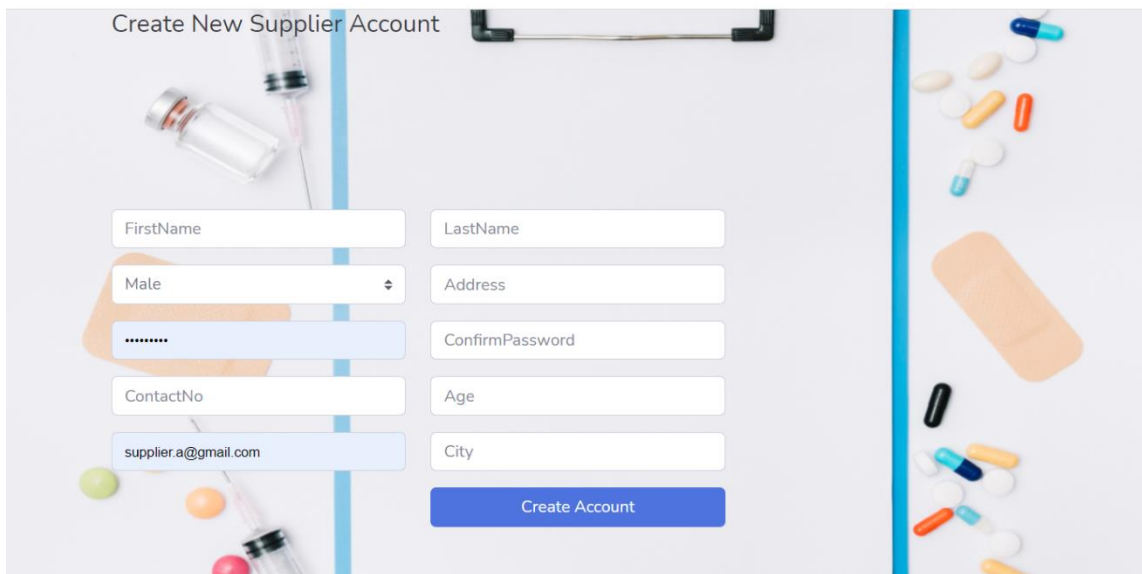 Create New Supplier Account
FirstName
LastName
Male
Address
•••••••••
ConfirmPassword
ContactNo
Age
supplier.a@gmail.com
City
Create Account